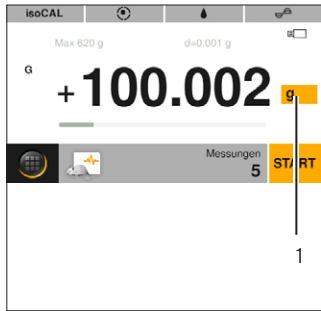 isoCAL
Max 620 g d=0.001 g
G
+100.002 g
Messungen
5
START
1